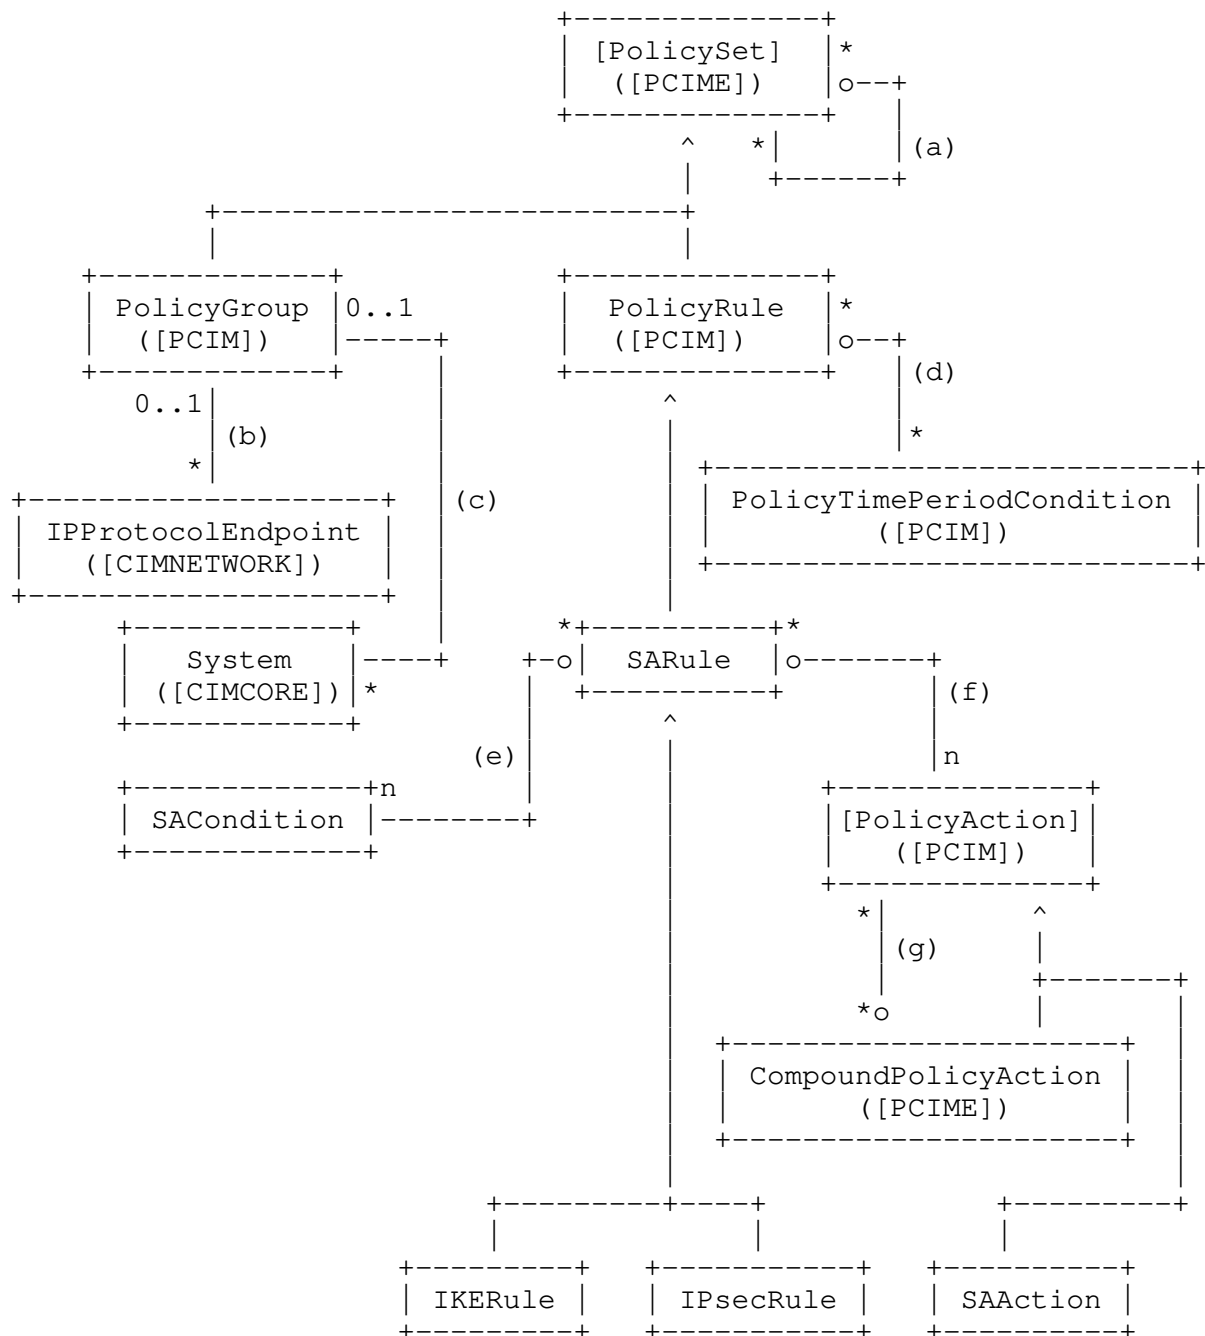 [PolicySet] *
([PCIME]) o
* (a)
PolicyGroup 0..1 PolicyRule *
([PCIM]) ([PCIM]) o
(d)
0..1
(b) *
*
(c) PolicyTimePeriodCondition
IPProtocolEndpoint ([PCIM])
([CIMNETWORK])
* *
System o SARule o
([CIMCORE]) * (f)
(e) n
n
SACondition [PolicyAction]
([PCIM])
*
(g)
*o
CompoundPolicyAction
([PCIME])
IKERule IPsecRule SAAction